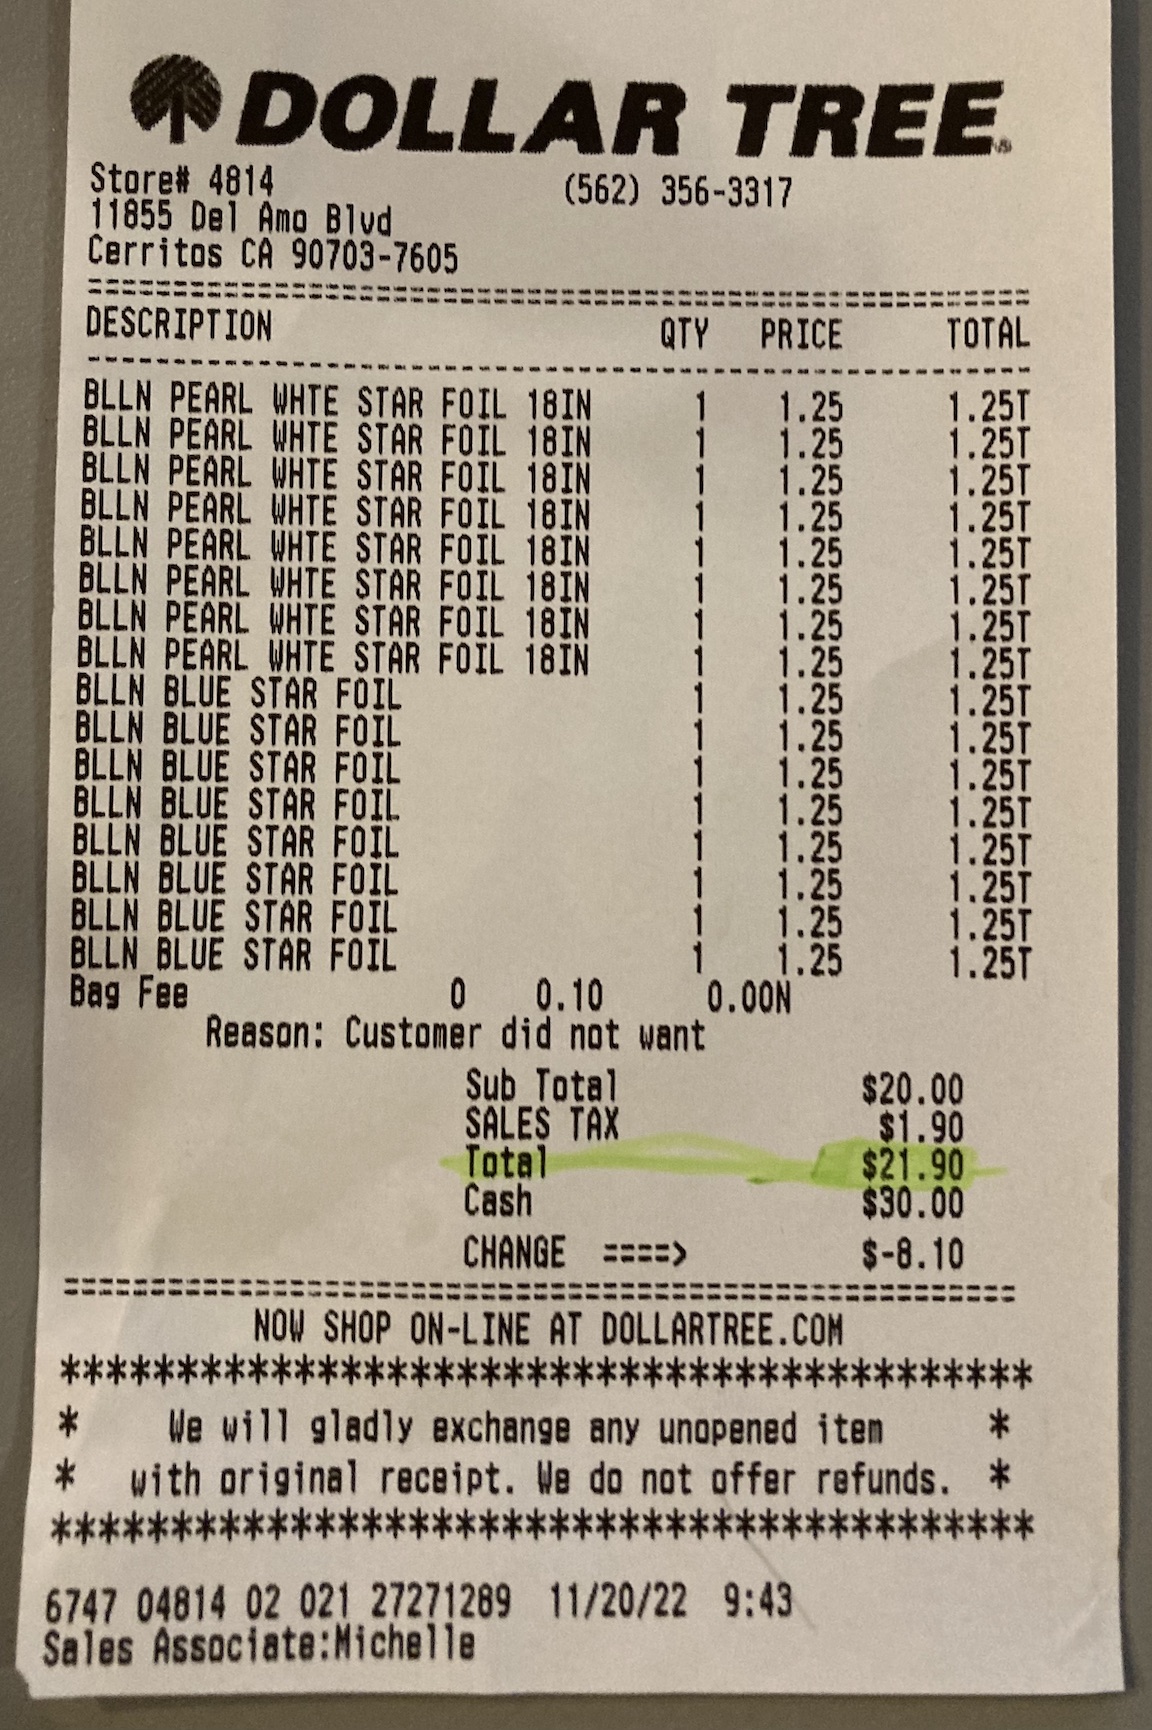 DOLLAR TREE
Store# 4814 (562) 356-3317
11855 Del Amo Blvd
Cerritos CA 90703-7605
==========================================
DESCRIPTION QTY PRICE TOTAL
------------------------------------------
BLLN PEARL WHTE STAR FOIL 18IN 1 1.25 1.25T
BLLN PEARL WHTE STAR FOIL 18IN 1 1.25 1.25T
BLLN PEARL WHTE STAR FOIL 18IN 1 1.25 1.25T
BLLN PEARL WHTE STAR FOIL 18IN 1 1.25 1.25T
BLLN PEARL WHTE STAR FOIL 18IN 1 1.25 1.25T
BLLN PEARL WHTE STAR FOIL 18IN 1 1.25 1.25T
BLLN PEARL WHTE STAR FOIL 18IN 1 1.25 1.25T
BLLN PEARL WHTE STAR FOIL 18IN 1 1.25 1.25T
BLLN BLUE STAR FOIL 1 1.25 1.25T
BLLN BLUE STAR FOIL 1 1.25 1.25T
BLLN BLUE STAR FOIL 1 1.25 1.25T
BLLN BLUE STAR FOIL 1 1.25 1.25T
BLLN BLUE STAR FOIL 1 1.25 1.25T
BLLN BLUE STAR FOIL 1 1.25 1.25T
BLLN BLUE STAR FOIL 1 1.25 1.25T
BLLN BLUE STAR FOIL 1 1.25 1.25T
Bag Fee 0 0.10 0.00N
Reason: Customer did not want
Sub Total $20.00
SALES TAX $1.90
Total $21.90
Cash $30.00
CHANGE ====> $-8.10
==========================================
NOW SHOP ON-LINE AT DOLLARTREE.COM
******************************************
* We will gladly exchange any unopened item *
* with original receipt. We do not offer refunds. *
******************************************
6747 04814 02 021 27271289 11/20/22 9:43
Sales Associate:Michelle